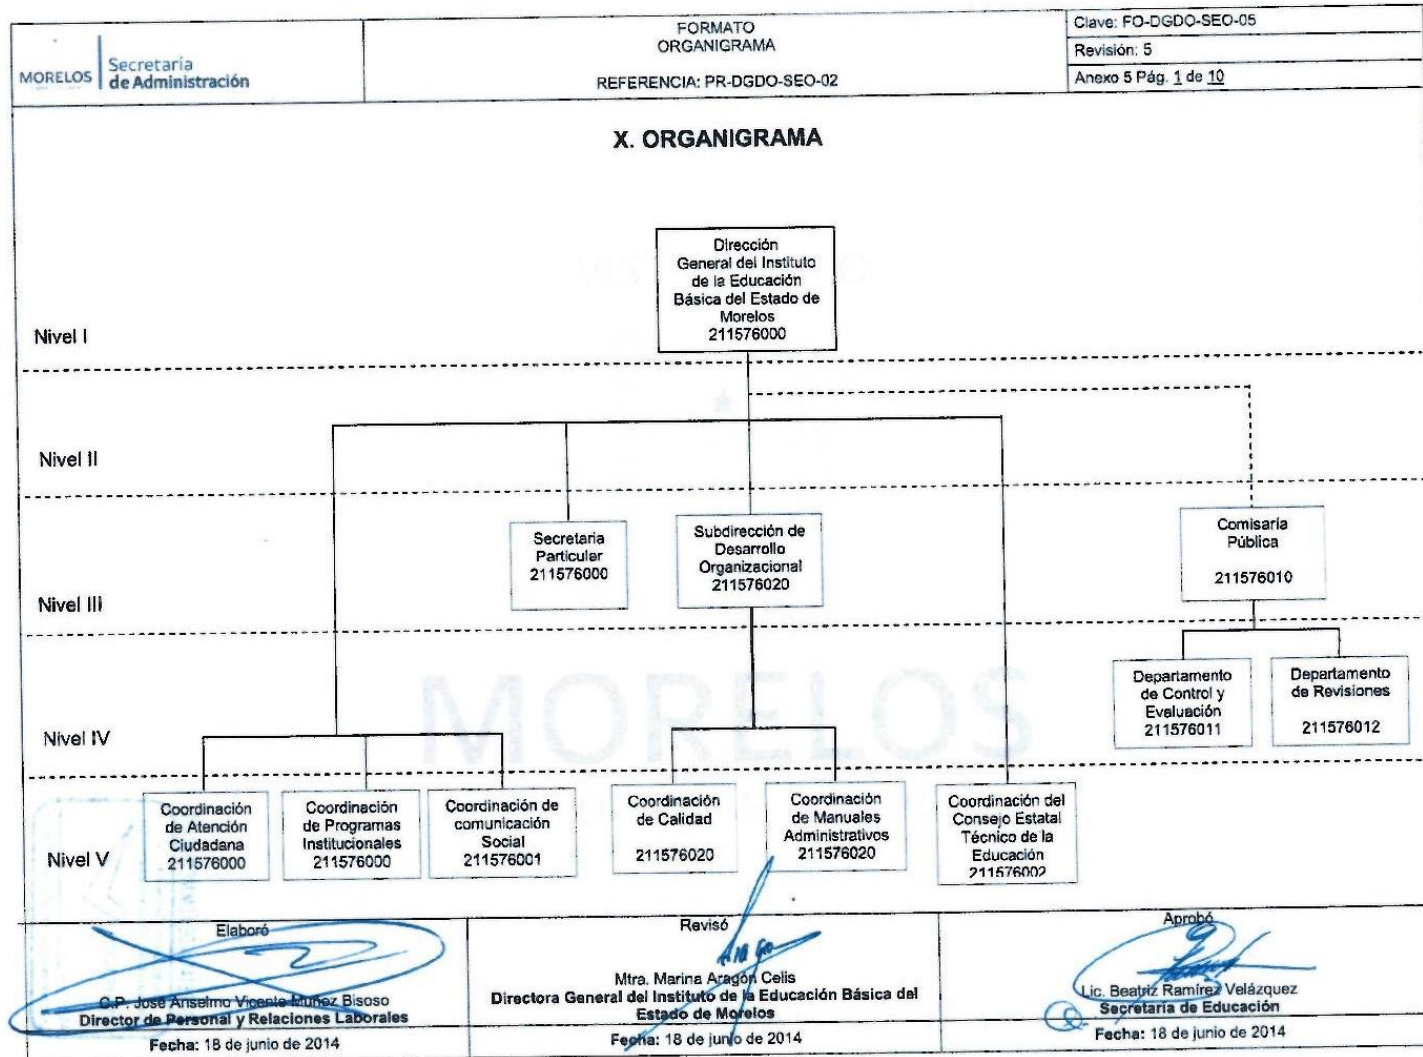 MORELOS
Secretaría
de Administración
FORMATO
ORGANIGRAMA
REFERENCIA: PR-DGDO-SEO-02
Clave: FO-DGDO-SEO-05
Revisión: 5
Anexo 5 Pág. 1 de 10
X. ORGANIGRAMA
Dirección
General del Instituto
de la Educación
Básica del Estado de
Morelos
211576000
Nivel I
Nivel II
Secretaria
Particular
211576000
Subdirección de
Desarrollo
Organizacional
211576020
Comisaría
Pública
211576010
Nivel III
Departamento
de Control y
Evaluación
211576011
Departamento
de Revisiones
211576012
MORELOS
Nivel IV
Coordinación
de Atención
Ciudadana
211576000
Coordinación
de Programas
Institucionales
211576000
Coordinación de
comunicación
Social
211576001
Coordinación
de Calidad
211576020
Coordinación
de Manuales
Administrativos
211576020
Coordinación del
Consejo Estatal
Técnico de la
Educación
211576002
Nivel V
Elaboró
C.P. José Anselmo Vicente Muñoz Bisoso
Director de Personal y Relaciones Laborales
Fecha: 18 de junio de 2014
Revisó
Mtra. Marina Aragón Celis
Directora General del Instituto de la Educación Básica del
Estado de Morelos
Fecha: 18 de junio de 2014
Aprobó
Lic. Beatriz Ramírez Velázquez
Secretaria de Educación
Fecha: 18 de junio de 2014